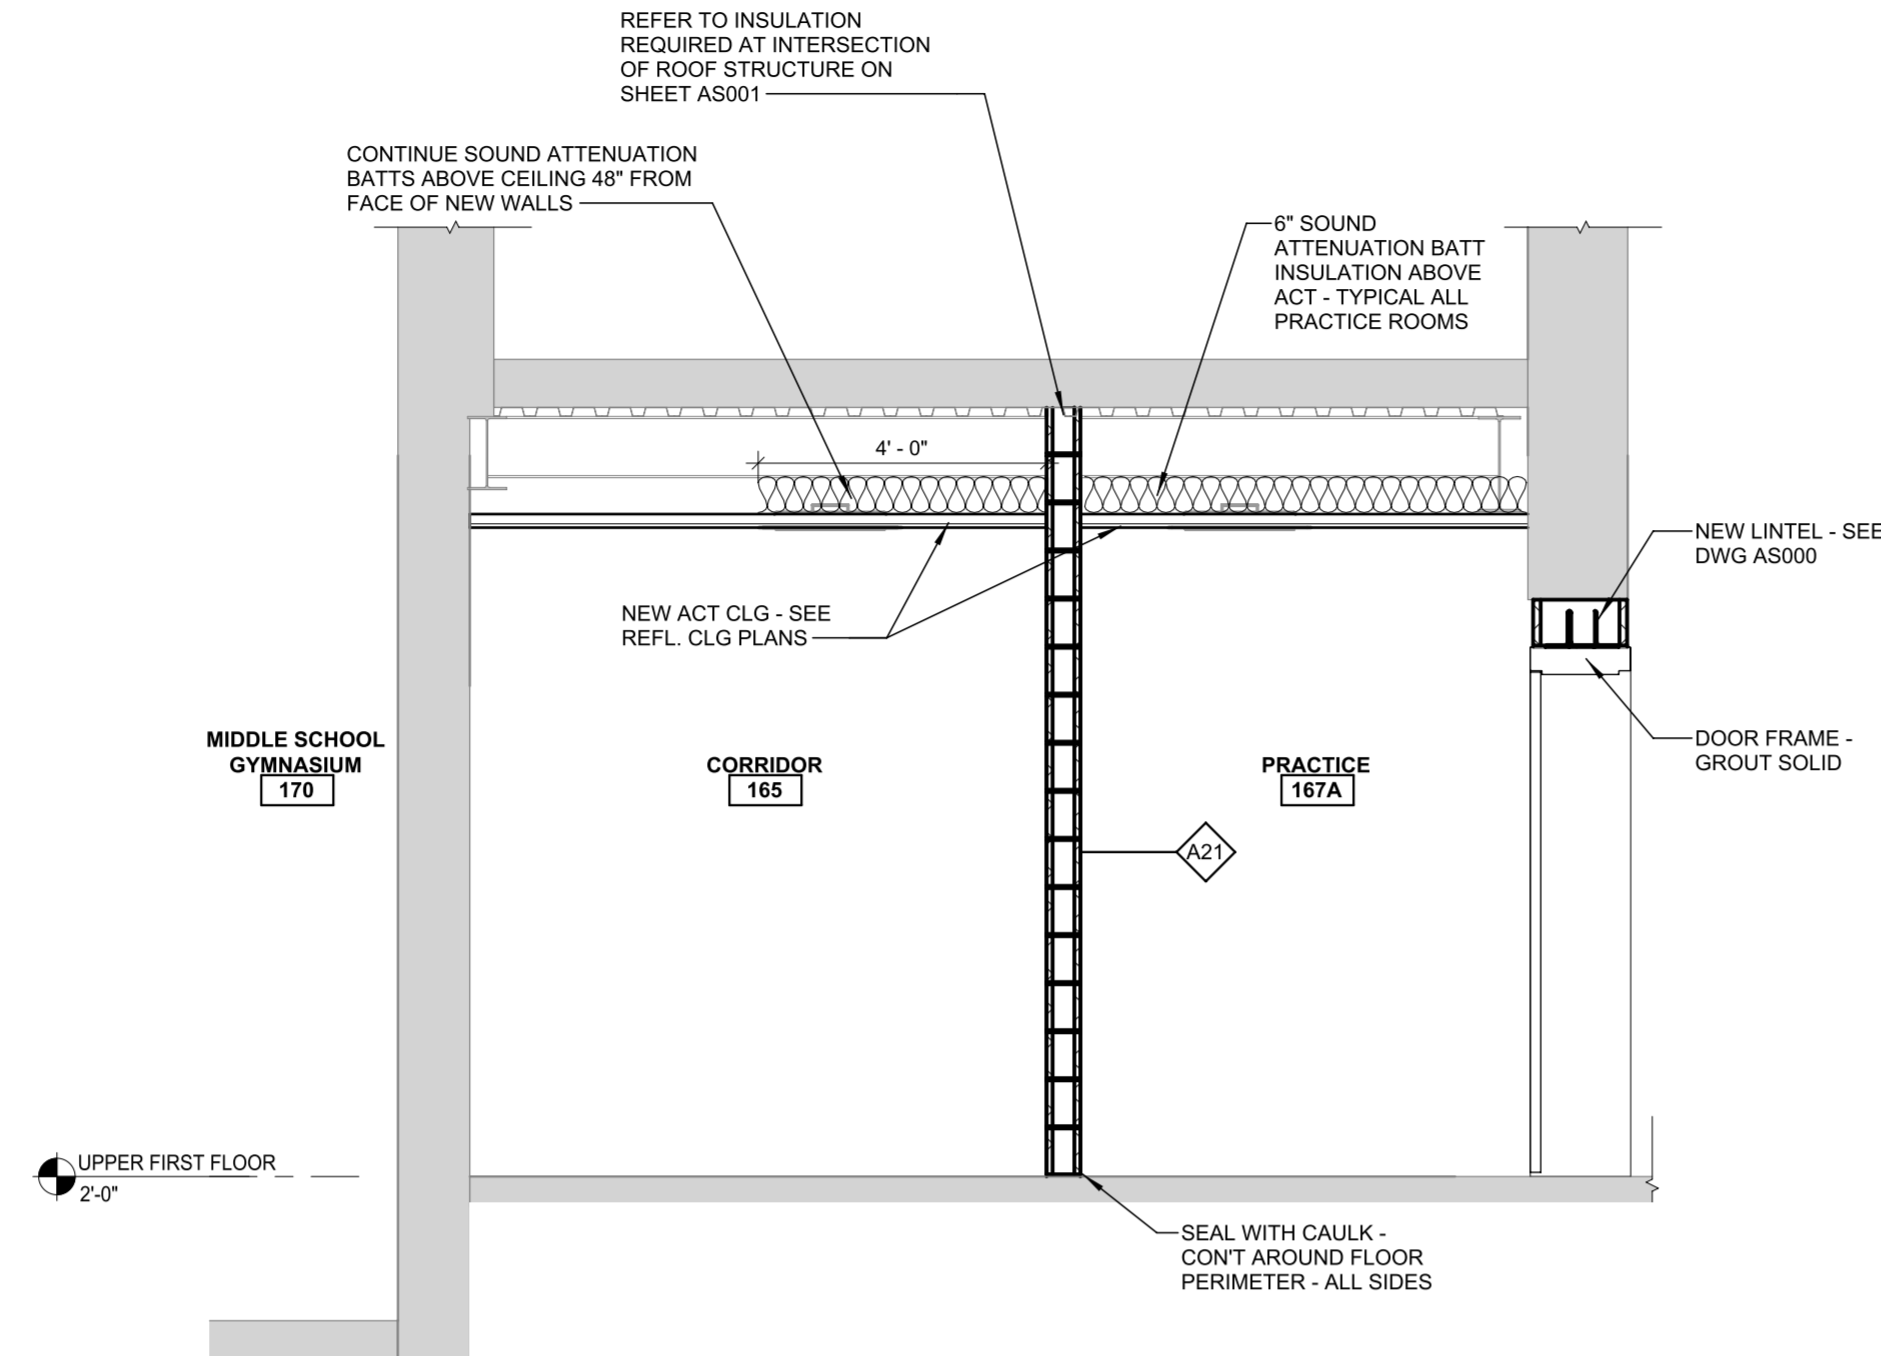 REFER TO INSULATION
REQUIRED AT INTERSECTION
OF ROOF STRUCTURE ON
SHEET AS001
CONTINUE SOUND ATTENUATION
BATTS ABOVE CEILING 48" FROM
FACE OF NEW WALLS
6" SOUND
ATTENUATION BATT
INSULATION ABOVE
ACT - TYPICAL ALL
PRACTICE ROOMS
4' - 0"
NEW LINTEL - SEE
DWG AS000
NEW ACT CLG - SEE
REFL. CLG PLANS
DOOR FRAME -
GROUT SOLID
MIDDLE SCHOOL
GYMNASIUM
170
CORRIDOR
165
PRACTICE
167A
A21
UPPER FIRST FLOOR
2'-0"
SEAL WITH CAULK -
CON'T AROUND FLOOR
PERIMETER - ALL SIDES